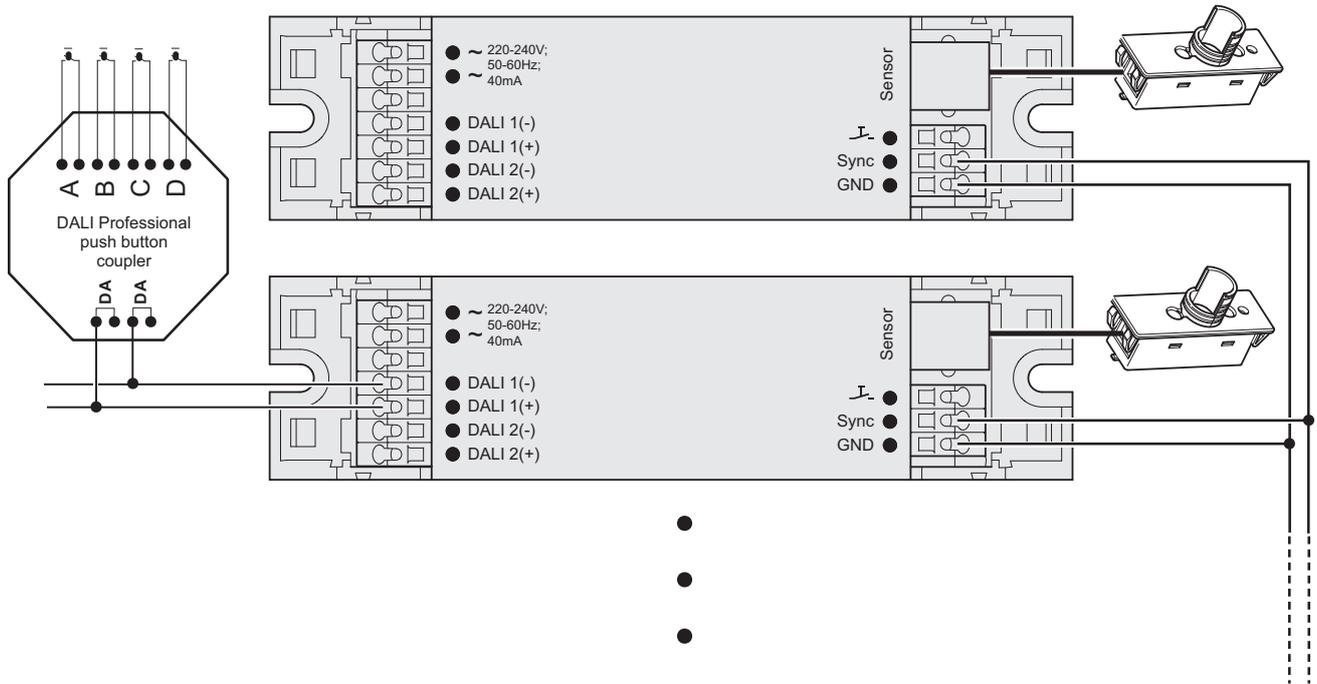 A B C D
DALI Professional
push button
coupler
DA DA
~ 220-240V;
~ 50-60Hz;
40mA
DALI 1(-)
DALI 1(+)
DALI 2(-)
DALI 2(+)
Sensor
Sync
GND
~ 220-240V;
~ 50-60Hz;
40mA
DALI 1(-)
DALI 1(+)
DALI 2(-)
DALI 2(+)
Sensor
Sync
GND